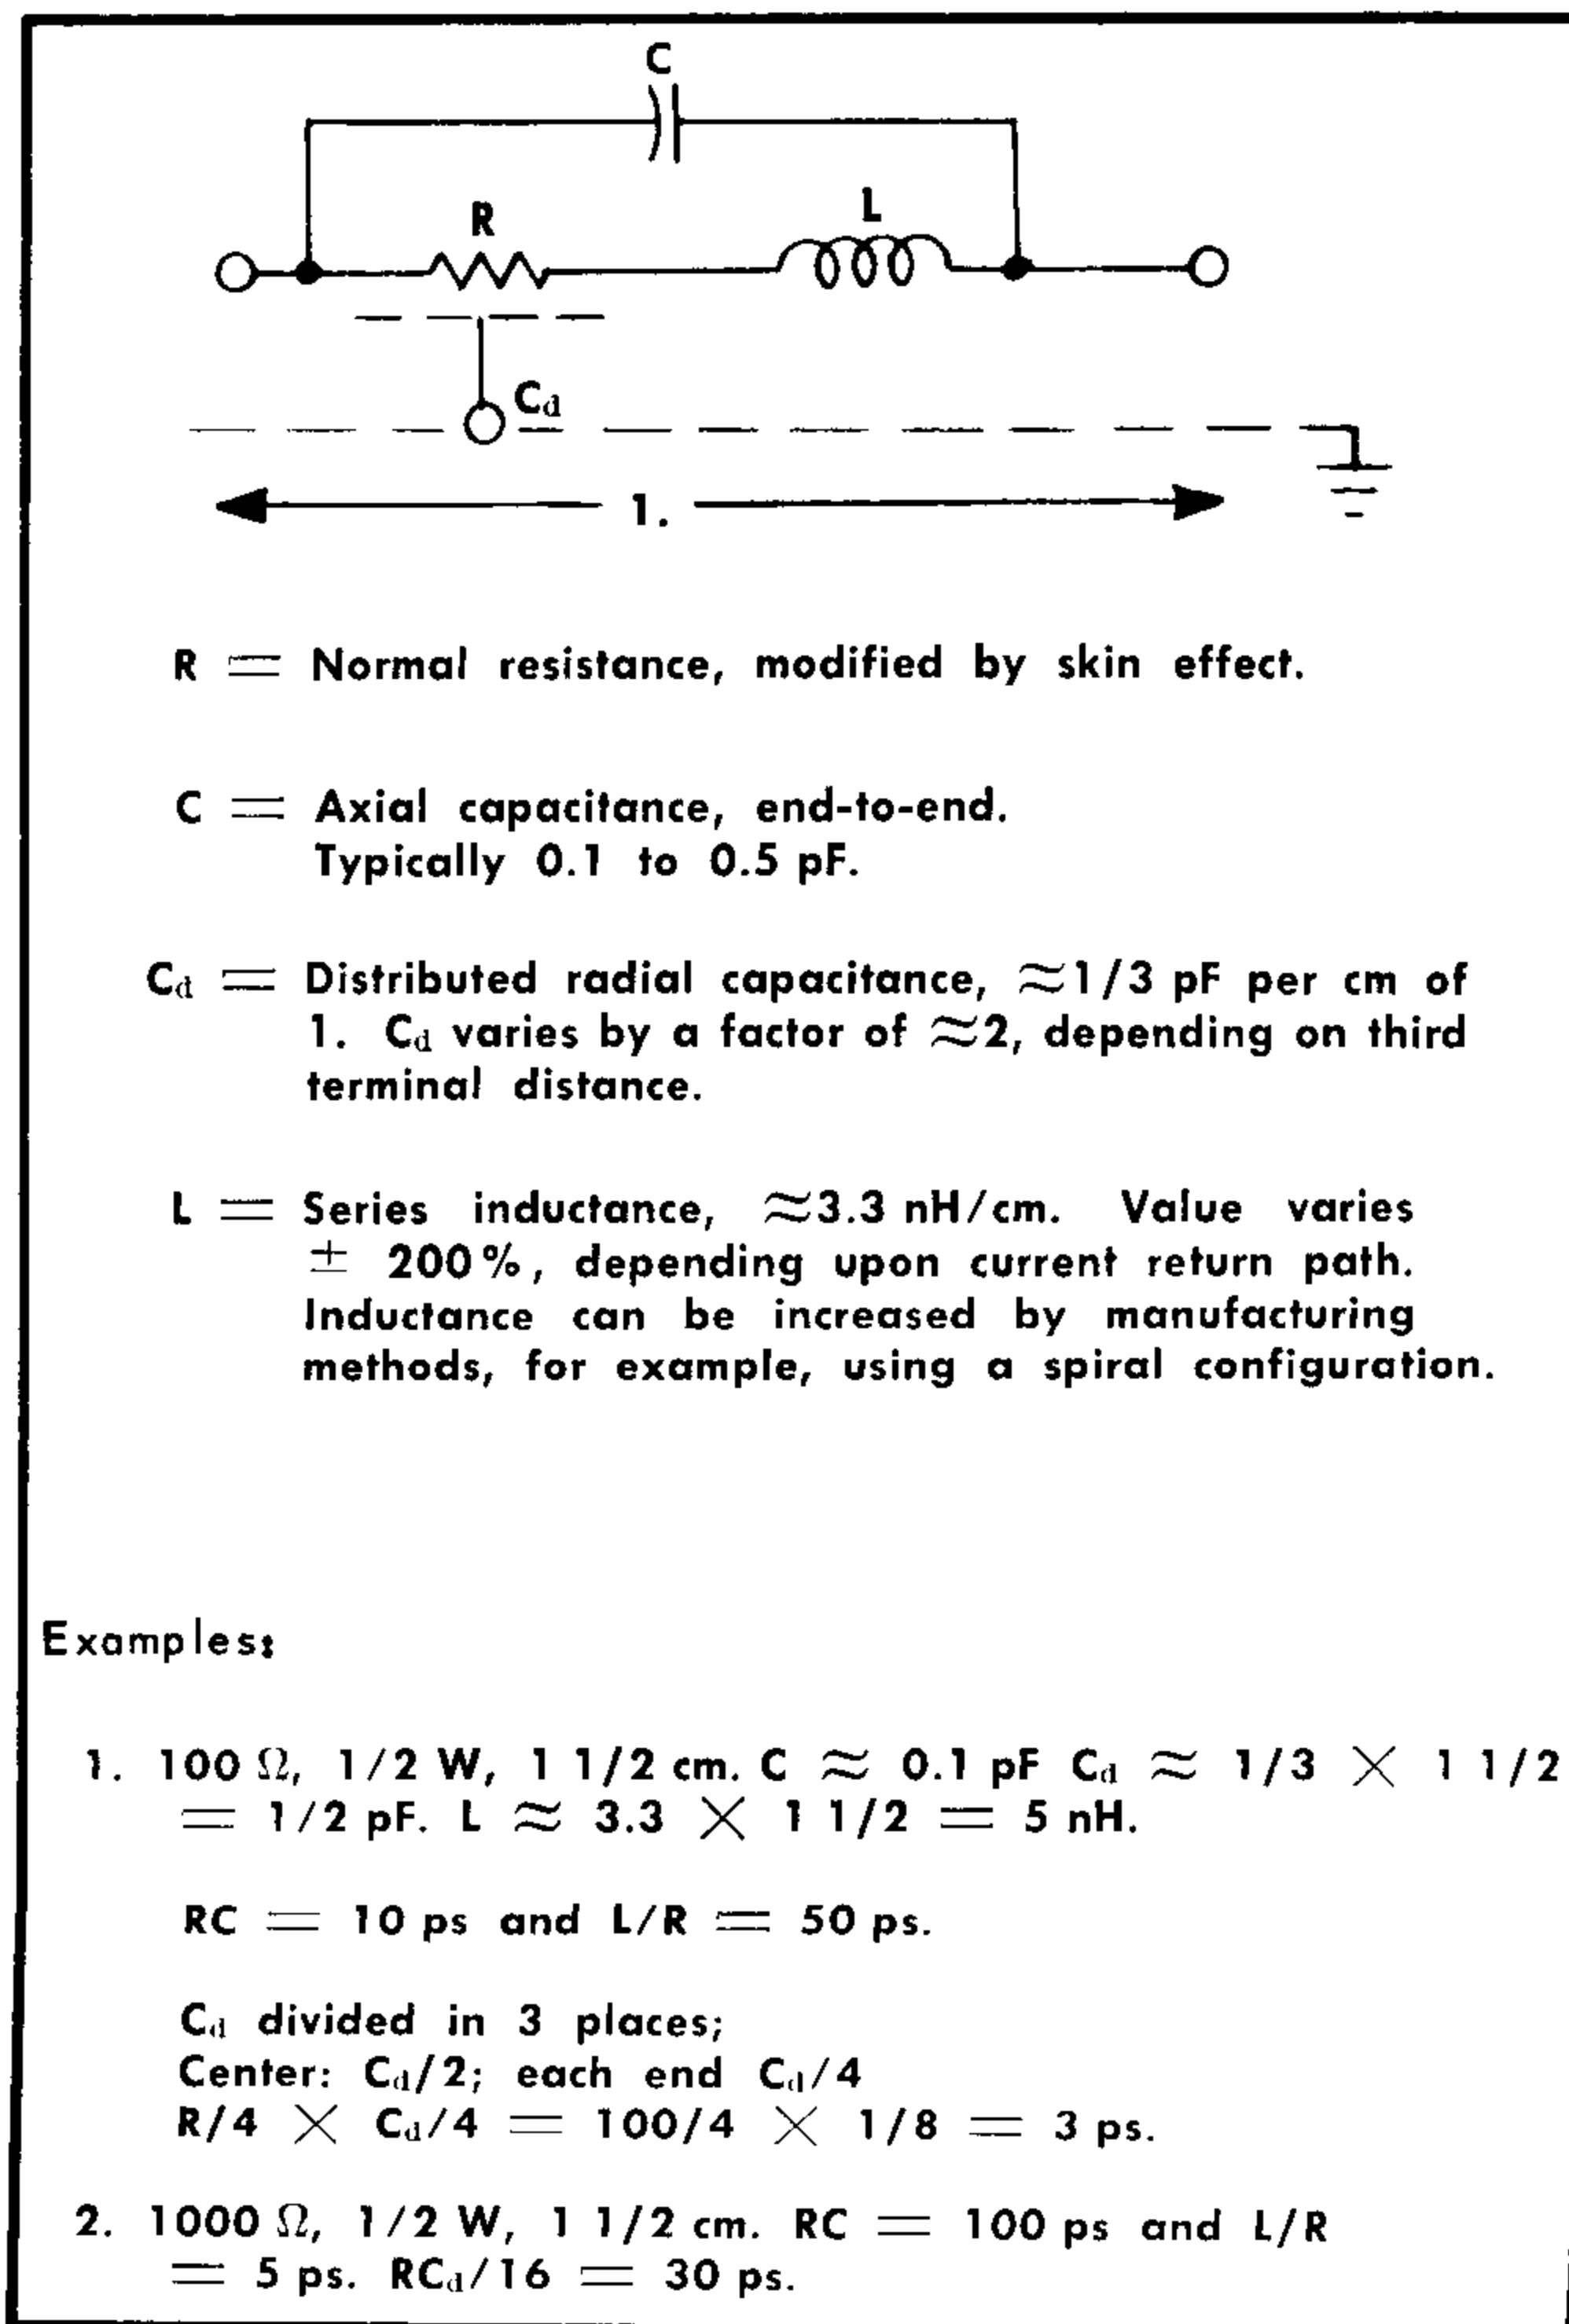 C
R
L
Cd
1.
R = Normal resistance, modified by skin effect.
C = Axial capacitance, end-to-end.
Typically 0.1 to 0.5 pF.
Cd = Distributed radial capacitance, ≈1/3 pF per cm of
1. Cd varies by a factor of ≈2, depending on third
terminal distance.
L = Series inductance, ≈3.3 nH/cm. Value varies
± 200%, depending upon current return path.
Inductance can be increased by manufacturing
methods, for example, using a spiral configuration.
Examples:
1. 100 Ω, 1/2 W, 1 1/2 cm. C ≈ 0.1 pF Cd ≈ 1/3 × 1 1/2
= 1/2 pF. L ≈ 3.3 × 1 1/2 = 5 nH.
RC = 10 ps and L/R = 50 ps.
Cd divided in 3 places;
Center: Cd/2; each end Cd/4
R/4 × Cd/4 = 100/4 × 1/8 = 3 ps.
2. 1000 Ω, 1/2 W, 1 1/2 cm. RC = 100 ps and L/R
= 5 ps. RCd/16 = 30 ps.